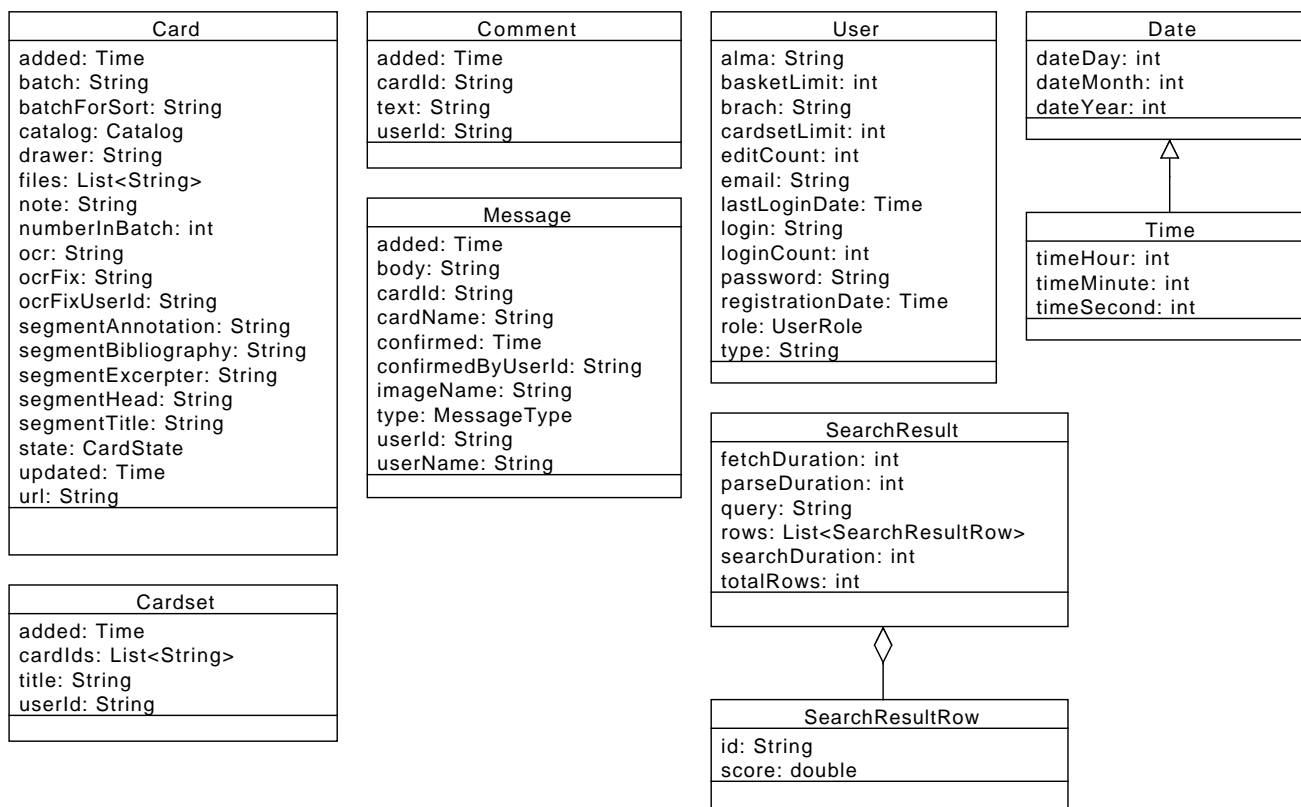 Card
added: Time
batch: String
batchForSort: String
catalog: Catalog
drawer: String
files: List<String>
note: String
numberInBatch: int
ocr: String
ocrFix: String
ocrFixUserId: String
segmentAnnotation: String
segmentBibliography: String
segmentExcerpter: String
segmentHead: String
segmentTitle: String
state: CardState
updated: Time
url: String
Cardset
added: Time
cardIds: List<String>
title: String
userId: String
Comment
added: Time
cardId: String
text: String
userId: String
Message
added: Time
body: String
cardId: String
cardName: String
confirmed: Time
confirmedByUserId: String
imageName: String
type: MessageType
userId: String
userName: String
User
alma: String
basketLimit: int
brach: String
cardsetLimit: int
editCount: int
email: String
lastLoginDate: Time
login: String
loginCount: int
password: String
registrationDate: Time
role: UserRole
type: String
SearchResult
fetchDuration: int
parseDuration: int
query: String
rows: List<SearchResultRow>
searchDuration: int
totalRows: int
SearchResultRow
id: String
score: double
Date
dateDay: int
dateMonth: int
dateYear: int
Time
timeHour: int
timeMinute: int
timeSecond: int